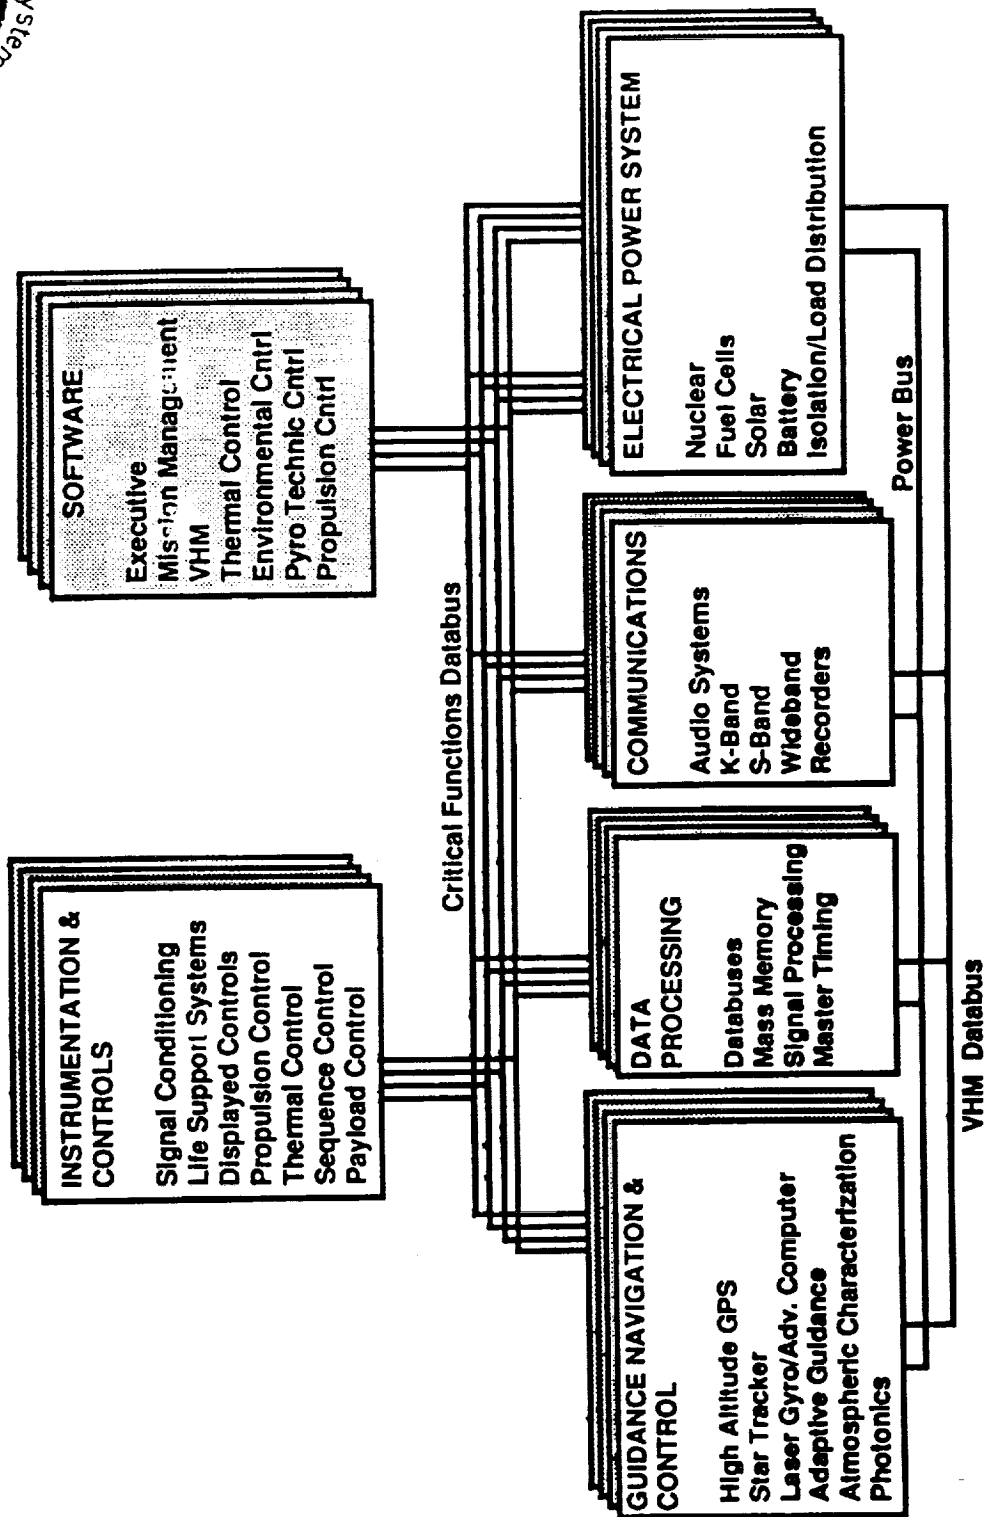 ystem
INSTRUMENTATION &
CONTROLS
Signal Conditioning
Life Support Systems
Displayed Controls
Propulsion Control
Thermal Control
Sequence Control
Payload Control
SOFTWARE
Executive
Mission Managment
VHM
Thermal Control
Environmental Cntrl
Pyro Technic Cntrl
Propulsion Cntrl
Critical Functions Databus
GUIDANCE NAVIGATION &
CONTROL
High Altitude GPS
Star Tracker
Laser Gyro/Adv. Computer
Adaptive Guidance
Atmospheric Characterization
Photonics
DATA
PROCESSING
Databuses
Mass Memory
Signal Processing
Master Timing
COMMUNICATIONS
Audio Systems
K-Band
S-Band
Wideband
Recorders
ELECTRICAL POWER SYSTEM
Nuclear
Fuel Cells
Solar
Battery
Isolation/Load Distribution
Power Bus
VHM Databus